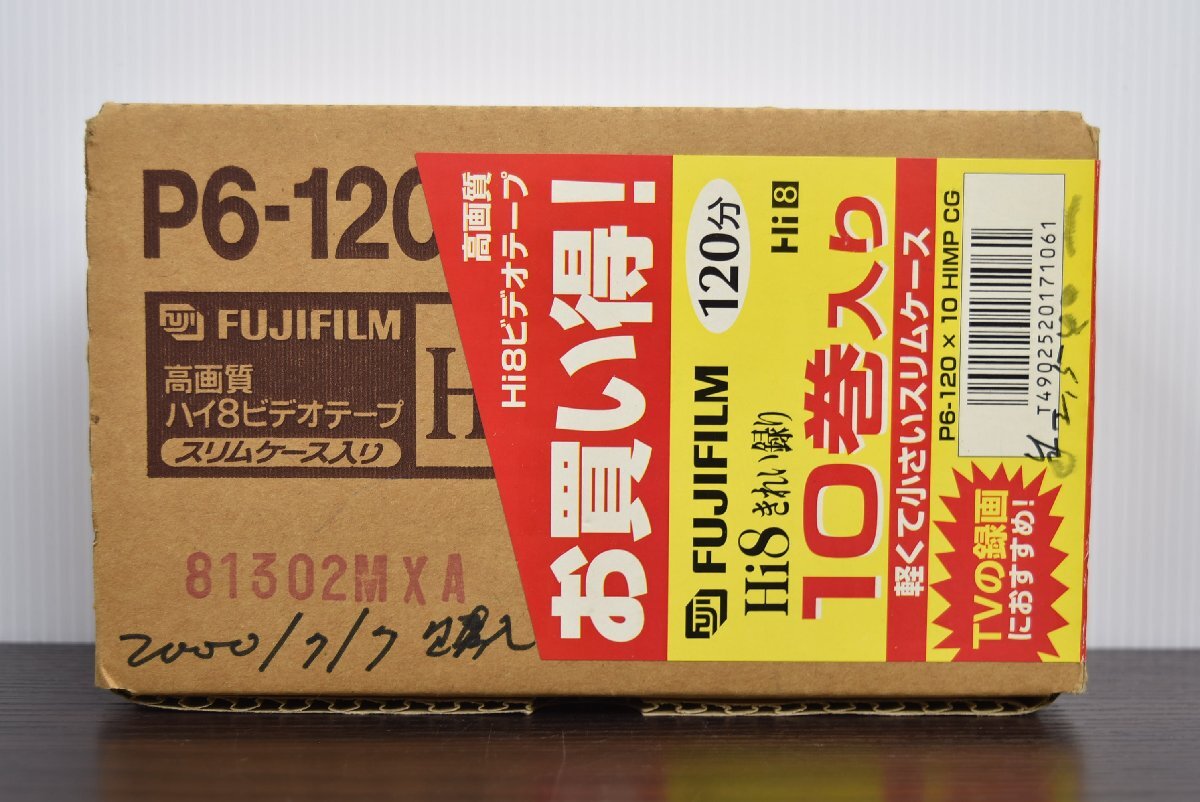 P6-120
FUJI FUJIFILM
高画質
ハイ8ビデオテープ
スリムケース入り
H
81302MXA
2000/7/7 購入
高画質
Hi8ビデオテープ
お買い得!
120分
Hi8
FUJI FUJIFILM
Hi8 きれい録り
10巻入り
軽くて小さいスリムケース
P6-120 × 10 HIMP CG
T4902520171061
TVの録画
におすすめ!